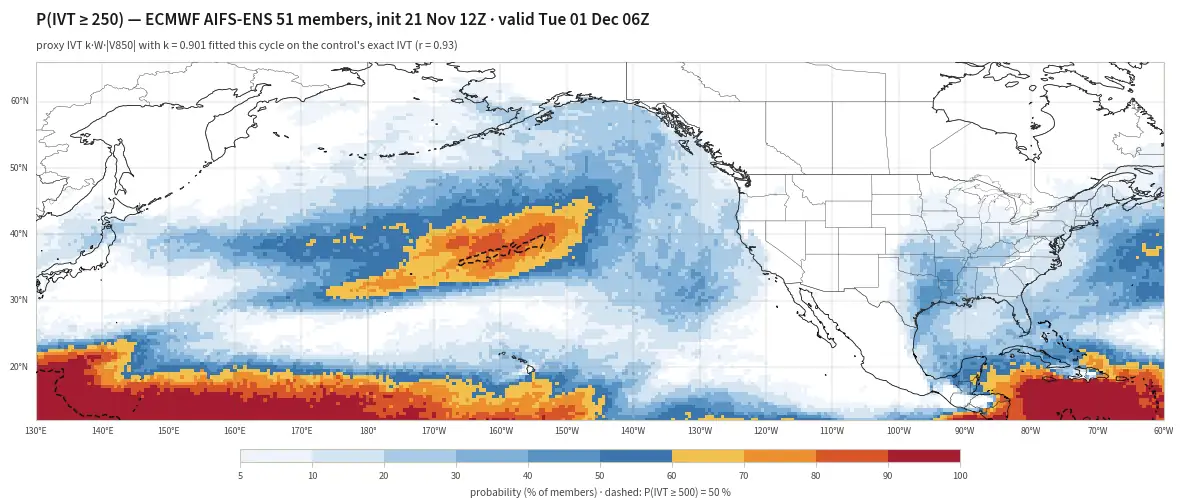 P(IVT ≥ 250) — ECMWF AIFS-ENS 51 members, init 21 Nov 12Z · valid Tue 01 Dec 06Z
proxy IVT k·W·|V850| with k = 0.901 fitted this cycle on the control's exact IVT (r = 0.93)
60°N
50°N
40°N
30°N
20°N
130°E 140°E 150°E 160°E 170°E 180° 170°W 160°W 150°W 140°W 130°W 120°W 110°W 100°W 90°W 80°W 70°W 60°W
5 10 20 30 40 50 60 70 80 90 100
probability (% of members) · dashed: P(IVT ≥ 500) = 50 %